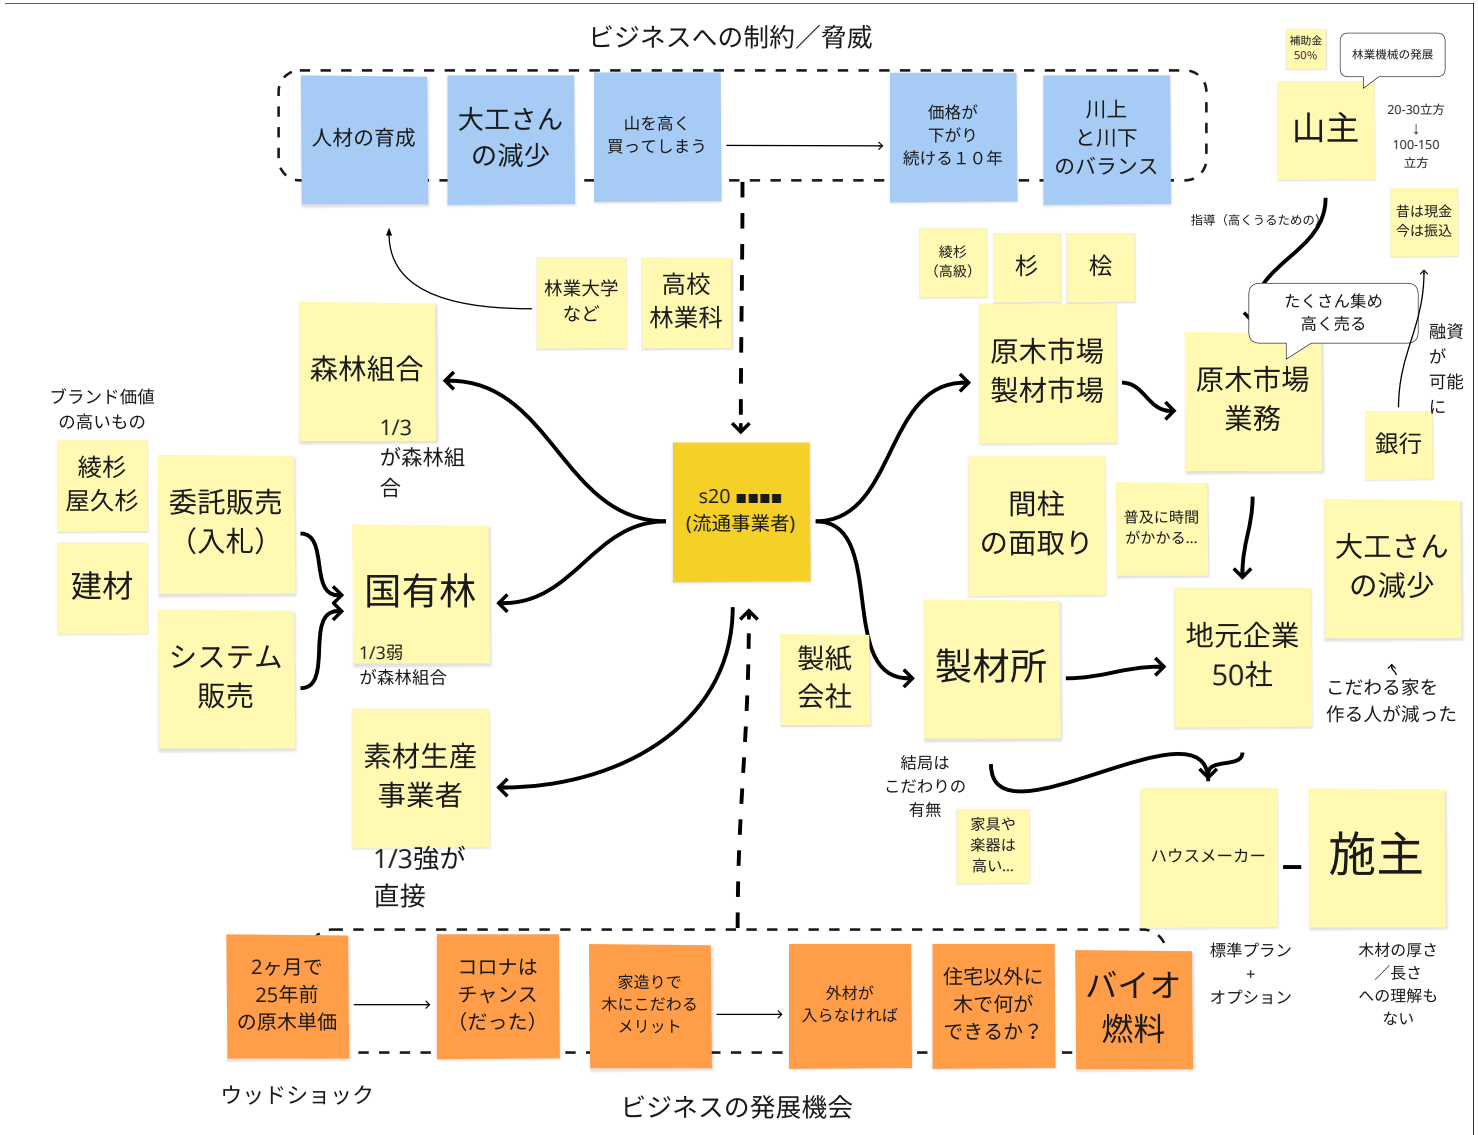 ビジネスへの制約／脅威
人材の育成
大工さん
の減少
山を高く
買ってしまう
価格が
下がり
続ける１０年
川上
と川下
のバランス
補助金
50%
林業機械の発展
山主
20-30立方
↓
100-150
立方
指導（高くうるための）
昔は現金
今は振込
林業大学
など
高校
林業科
綾杉
（高級）
杉
桧
たくさん集め
高く売る
融資
が
可能
に
森林組合
1/3
が森林組
合
原木市場
製材市場
原木市場
業務
銀行
ブランド価値
の高いもの
綾杉
屋久杉
委託販売
（入札）
建材
システム
販売
国有林
1/3弱
が森林組合
s20 ■■■■
(流通事業者)
間柱
の面取り
普及に時間
がかかる...
大工さん
の減少
製紙
会社
製材所
地元企業
50社
こだわる家を
作る人が減った
素材生産
事業者
1/3強が
直接
結局は
こだわりの
有無
家具や
楽器は
高い...
ハウスメーカー
施主
標準プラン
+
オプション
木材の厚さ
／長さ
への理解も
ない
2ヶ月で
25年前
の原木単価
コロナは
チャンス
（だった）
家造りで
木にこだわる
メリット
外材が
入らなければ
住宅以外に
木で何が
できるか？
バイオ
燃料
ウッドショック
ビジネスの発展機会